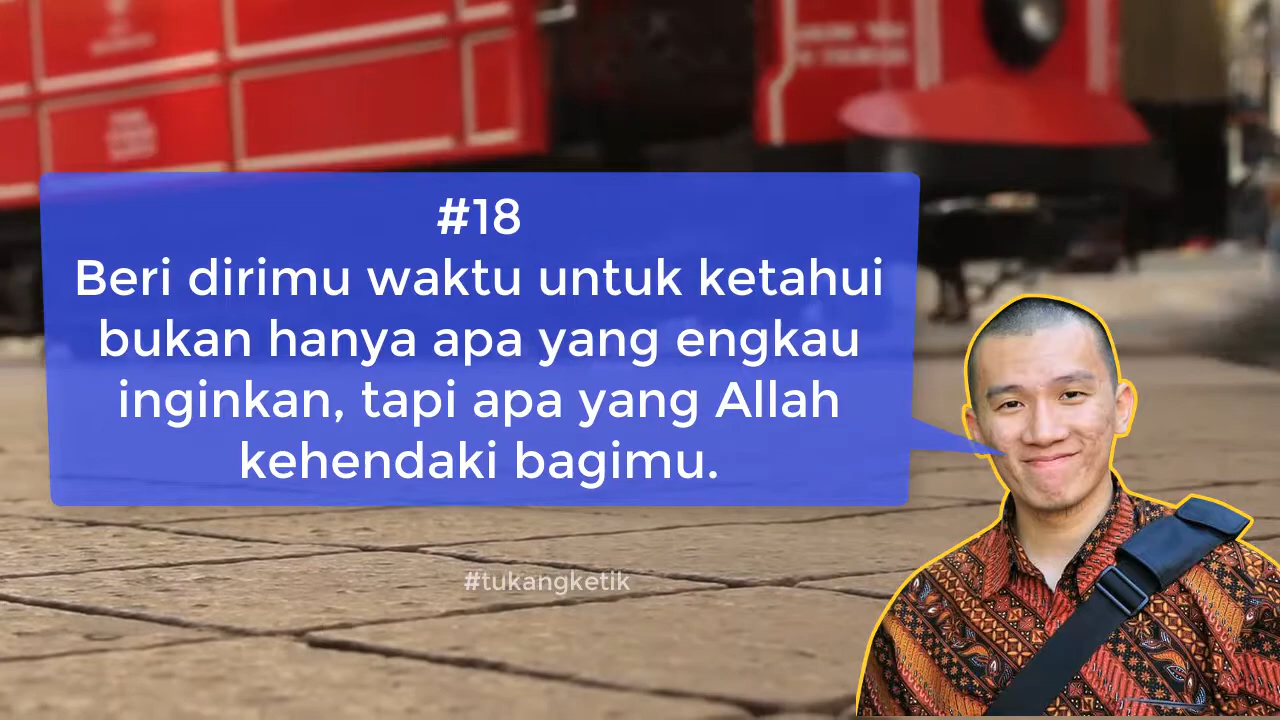 #18
Beri dirimu waktu untuk ketahui
bukan hanya apa yang engkau
inginkan, tapi apa yang Allah
kehendaki bagimu.
#tukangketik